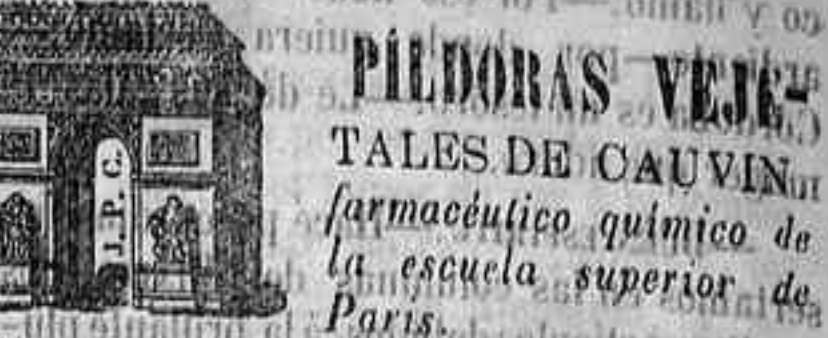 J. P. C.
PÍLDORAS VEJE-
TALES DE CAUVIN
farmacéutico químico de
la escuela superior de
Paris.